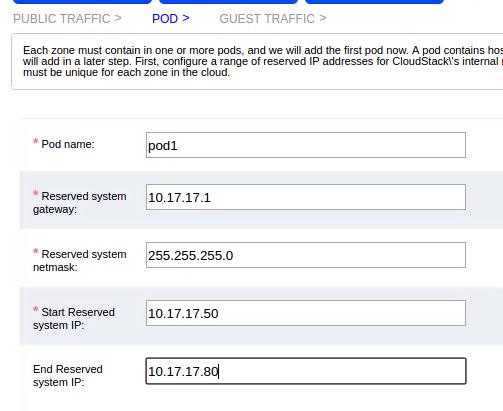 PUBLIC TRAFFIC > POD > GUEST TRAFFIC >
Each zone must contain in one or more pods, and we will add the first pod now. A pod contains
will add in a later step. First, configure a range of reserved IP addresses for CloudStack\'s internal
must be unique for each zone in the cloud.
* Pod name: pod1
* Reserved system
gateway: 10.17.17.1
* Reserved system
netmask: 255.255.255.0
* Start Reserved
system IP: 10.17.17.50
End Reserved
system IP: 10.17.17.80